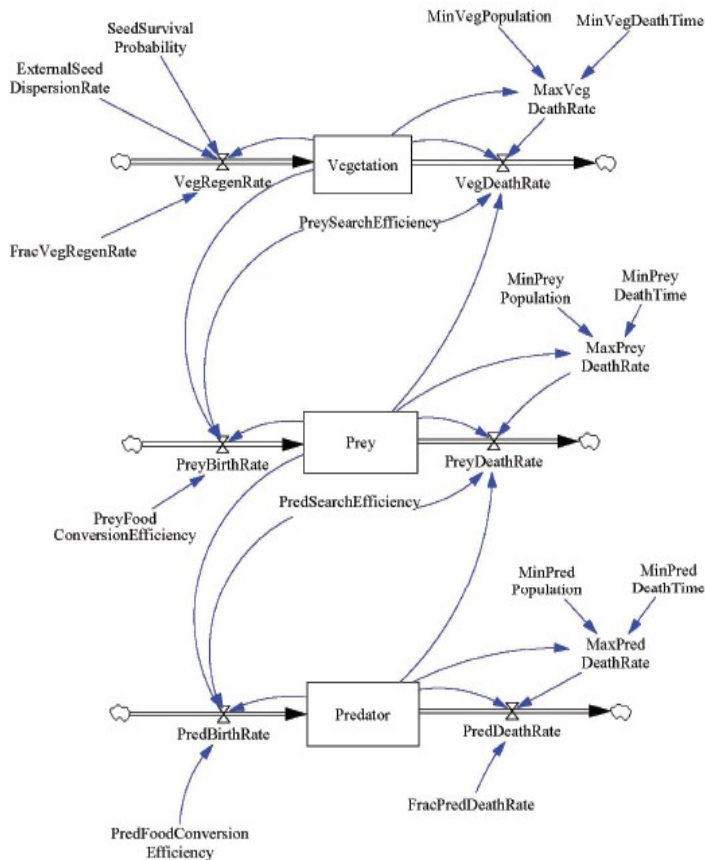 SeedSurvival
Probability
MinVegPopulation
MinVegDeathTime
ExternalSeed
DispersionRate
MaxVeg
DeathRate
VegRegenRate
Vegetation
VegDeathRate
PreySearchEfficiency
FracVegRegenRate
MinPrey
Population
MinPrey
DeathTime
MaxPrey
DeathRate
PreyBirthRate
Prey
PreyDeathRate
PreyFood
ConversionEfficiency
PredSearchEfficiency
MinPred
Population
MinPred
DeathTime
MaxPred
DeathRate
PredBirthRate
Predator
PredDeathRate
FracPredDeathRate
PredFoodConversion
Efficiency